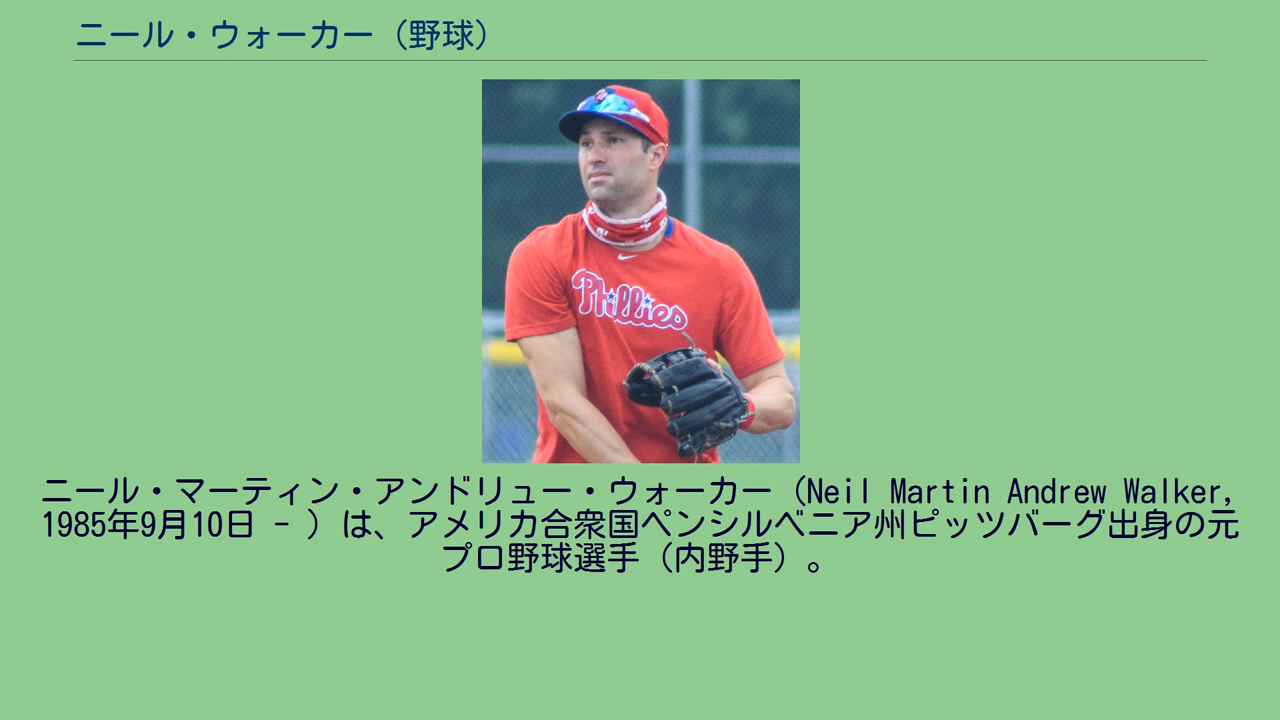 ニール・ウォーカー（野球）
Phillies
ニール・マーティン・アンドリュー・ウォーカー（Neil Martin Andrew Walker,
1985年9月10日 - ）は、アメリカ合衆国ペンシルベニア州ピッツバーグ出身の元
プロ野球選手（内野手）。